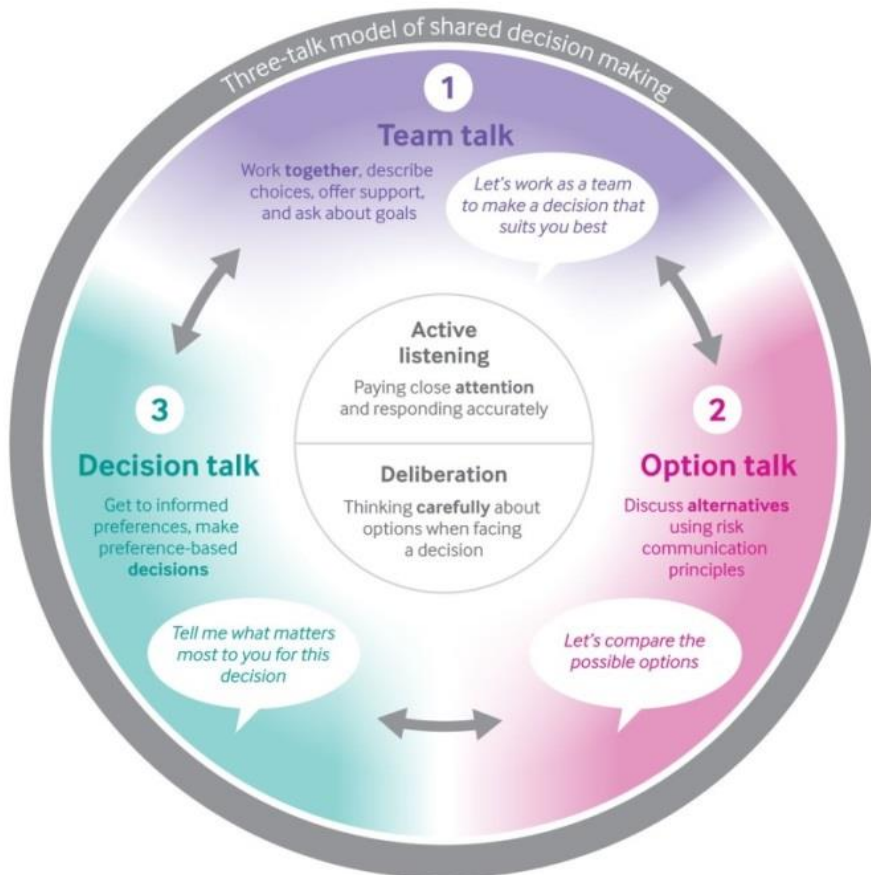 Three-talk model of shared decision making
1
Team talk
Work together, describe
choices, offer support,
and ask about goals
Let's work as a team
to make a decision that
suits you best
Active
listening
Paying close attention
and responding accurately
Deliberation
Thinking carefully about
options when facing
a decision
2
Option talk
Discuss alternatives
using risk
communication
principles
Let's compare the
possible options
3
Decision talk
Get to informed
preferences, make
preference-based
decisions
Tell me what matters
most to you for this
decision